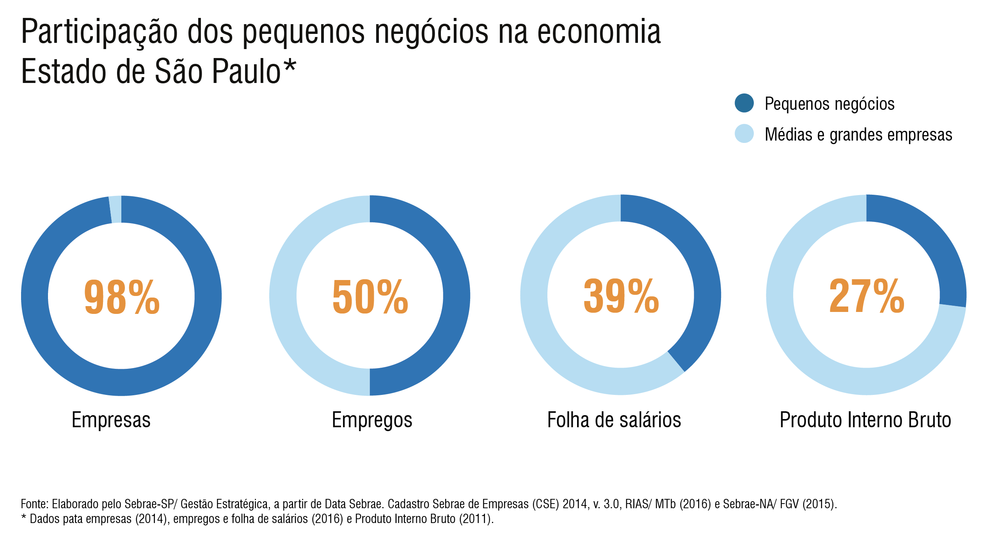 Participação dos pequenos negócios na economia
Estado de São Paulo*
Pequenos negócios
Médias e grandes empresas
98%
50%
39%
27%
Empresas
Empregos
Folha de salários
Produto Interno Bruto
Fonte: Elaborado pelo Sebrae-SP/ Gestão Estratégica, a partir de Data Sebrae. Cadastro Sebrae de Empresas (CSE) 2014, v. 3.0, RIAS/ MTb (2016) e Sebrae-NA/ FGV (2015).
* Dados pata empresas (2014), empregos e folha de salários (2016) e Produto Interno Bruto (2011).